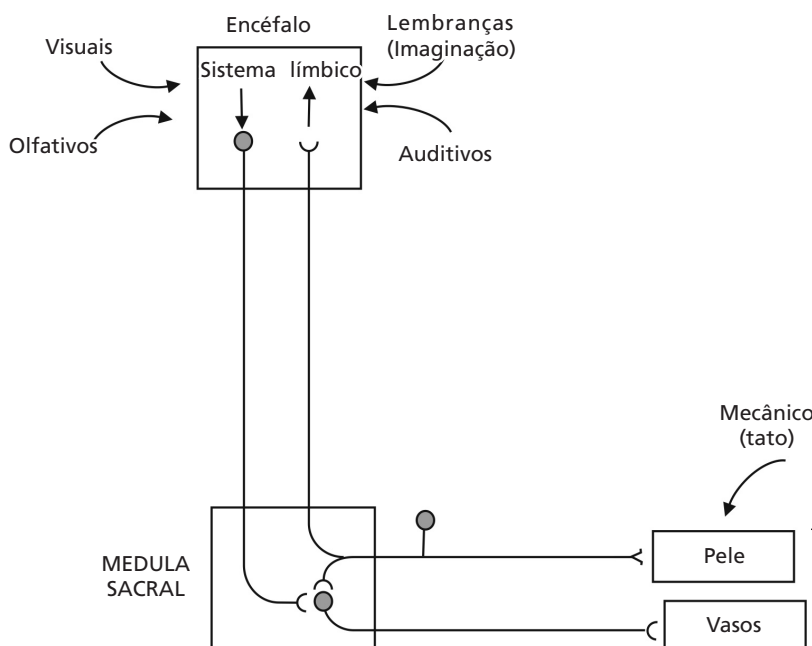 Encéfalo
Visuais
Lembranças
(Imaginação)
Sistema límbico
Olfativos
Auditivos
Mecânico
(tato)
MEDULA
SACRAL
Pele
Vasos